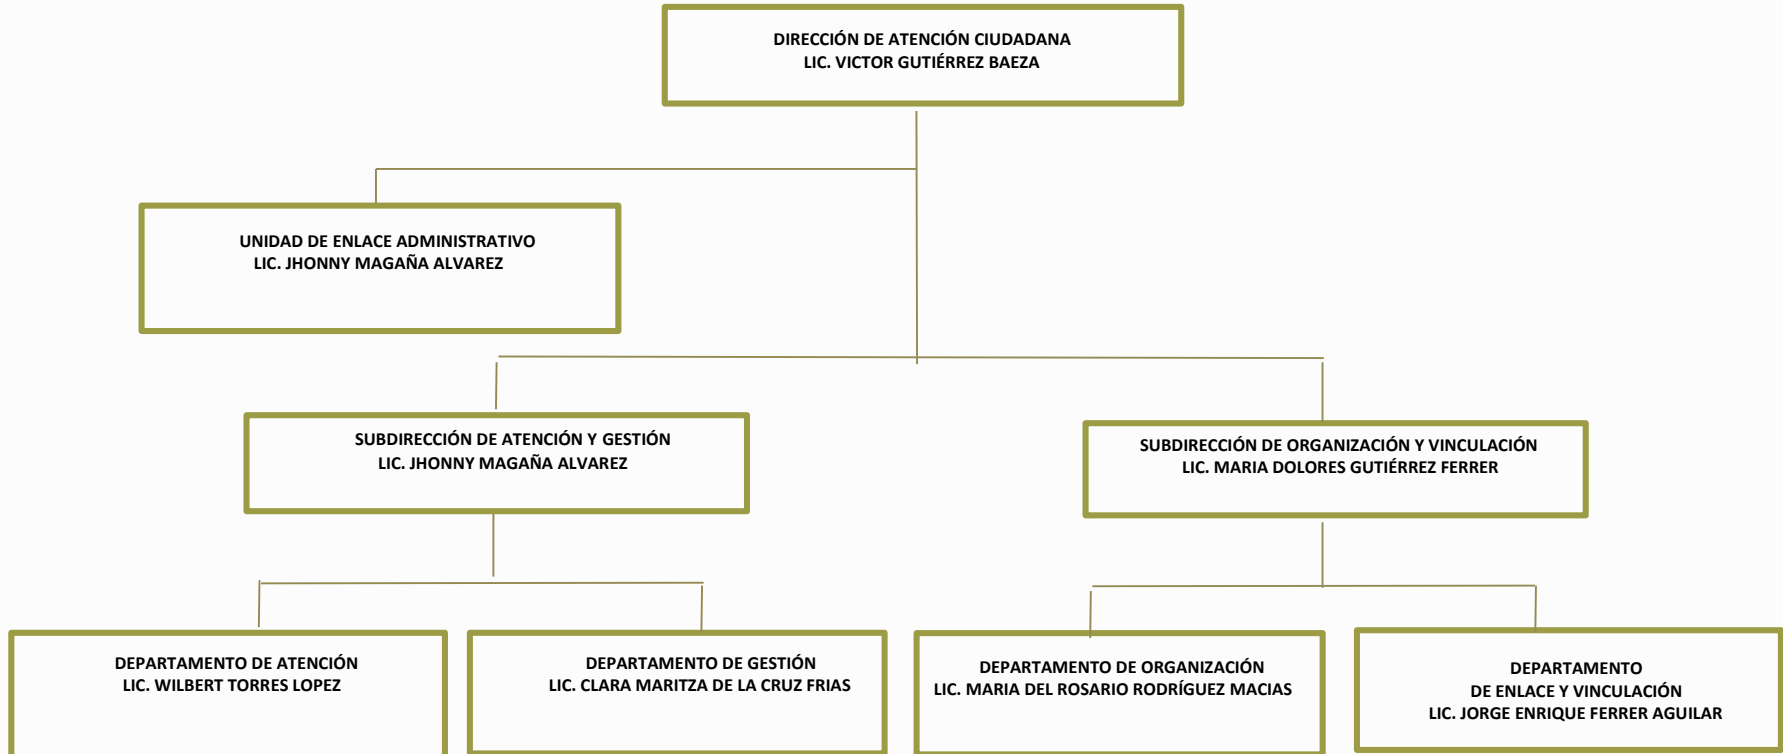 DIRECCIÓN DE ATENCIÓN CIUDADANA
LIC. VICTOR GUTIÉRREZ BAEZA
UNIDAD DE ENLACE ADMINISTRATIVO
LIC. JHONNY MAGAÑA ALVAREZ
SUBDIRECCIÓN DE ATENCIÓN Y GESTIÓN
LIC. JHONNY MAGAÑA ALVAREZ
SUBDIRECCIÓN DE ORGANIZACIÓN Y VINCULACIÓN
LIC. MARIA DOLORES GUTIÉRREZ FERRER
DEPARTAMENTO DE ATENCIÓN
LIC. WILBERT TORRES LOPEZ
DEPARTAMENTO DE GESTIÓN
LIC. CLARA MARITZA DE LA CRUZ FRIAS
DEPARTAMENTO DE ORGANIZACIÓN
LIC. MARIA DEL ROSARIO RODRÍGUEZ MACIAS
DEPARTAMENTO
DE ENLACE Y VINCULACIÓN
LIC. JORGE ENRIQUE FERRER AGUILAR